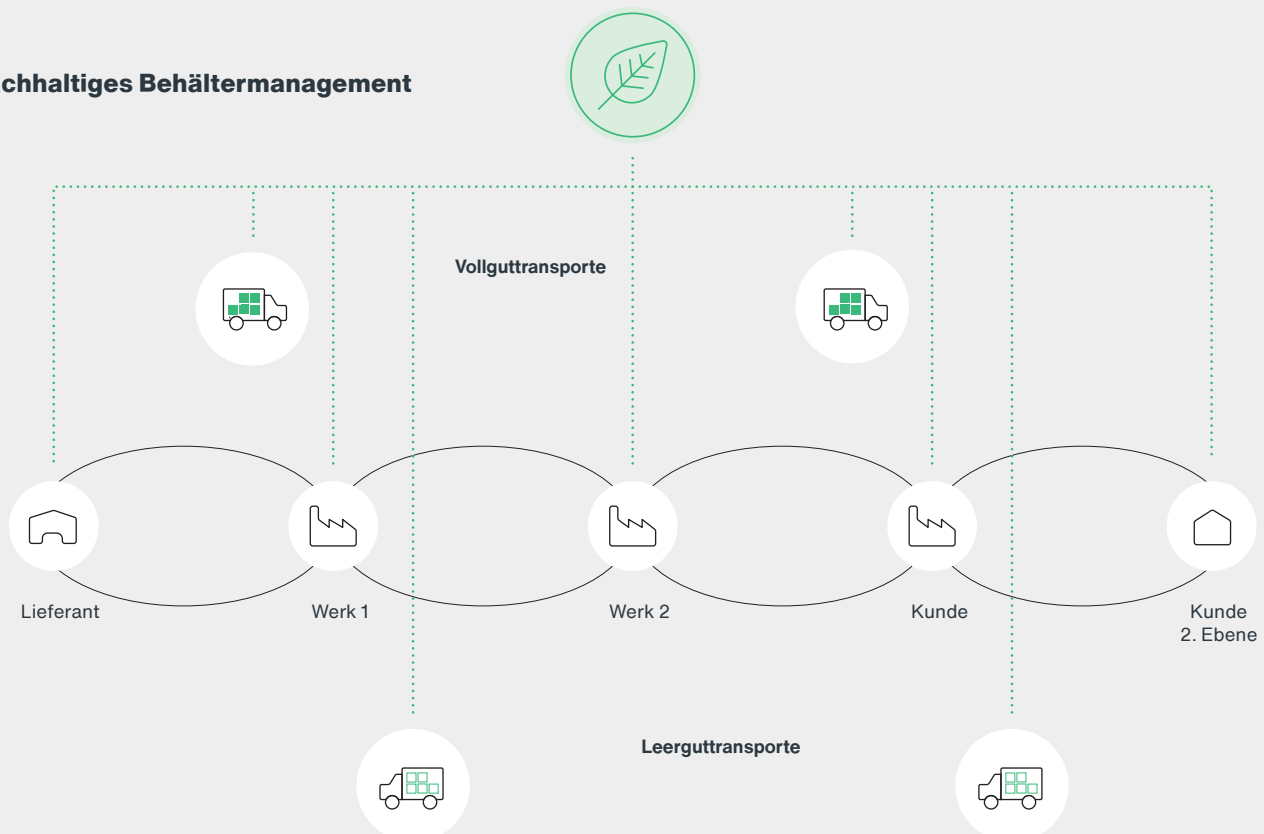 chhaltiges Behältermanagement
Vollguttransporte
Lieferant
Werk 1
Werk 2
Kunde
Kunde
2. Ebene
Leerguttransporte